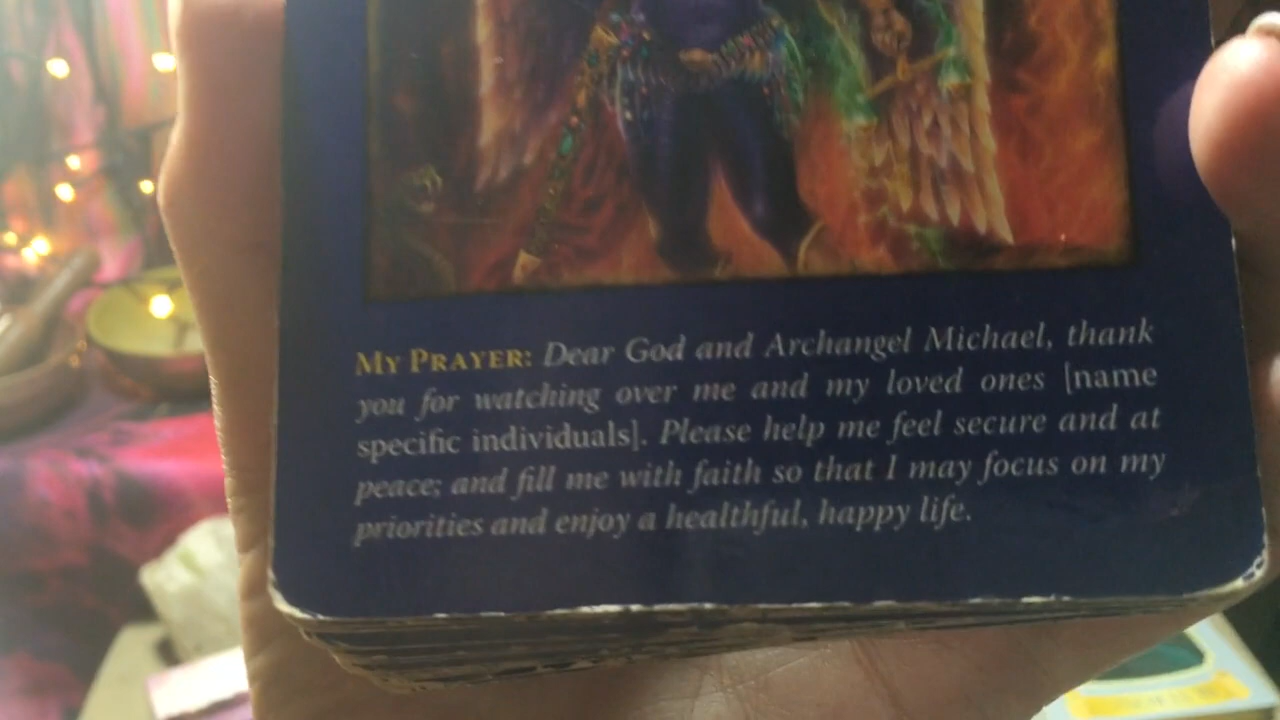 MY PRAYER: Dear God and Archangel Michael, thank
you for watching over me and my loved ones [name
specific individuals]. Please help me feel secure and at
peace; and fill me with faith so that I may focus on my
priorities and enjoy a healthful, happy life.